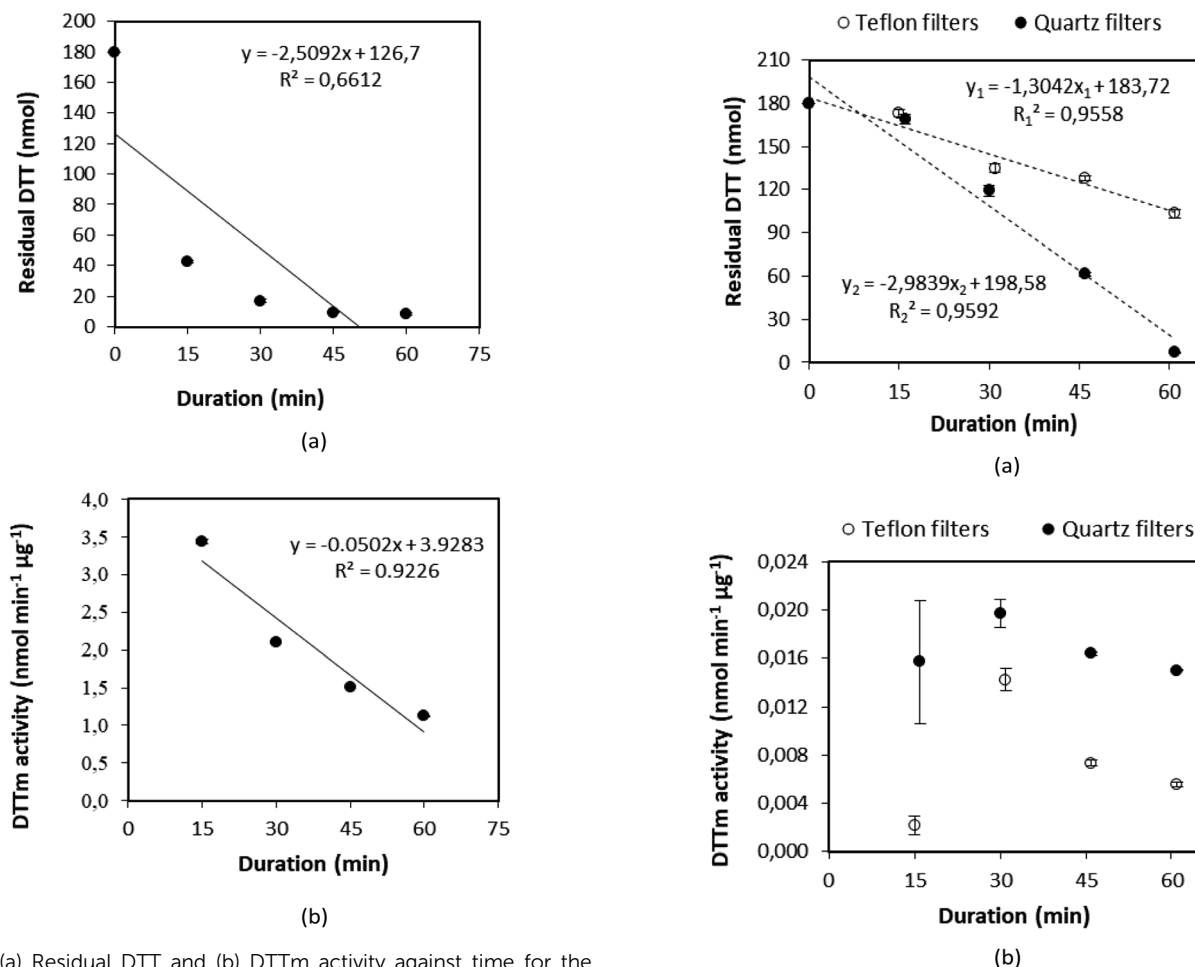 200
180
160
140
120
100
80
60
40
20
0
Residual DTT (nmol)
y = -2,5092x + 126,7
R² = 0,6612
0 15 30 45 60 75
Duration (min)
(a)
4,0
3,5
3,0
2,5
2,0
1,5
1,0
0,5
0,0
DTTm activity (nmol min⁻¹ µg⁻¹)
y = -0.0502x + 3.9283
R² = 0.9226
0 15 30 45 60 75
Duration (min)
(b)
(a) Residual DTT and (b) DTTm activity against time for the
Teflon filters Quartz filters
210
180
150
120
90
60
30
0
Residual DTT (nmol)
y₁ = -1,3042x₁ + 183,72
R₁² = 0,9558
y₂ = -2,9839x₂ + 198,58
R₂² = 0,9592
0 15 30 45 60
Duration (min)
(a)
Teflon filters Quartz filters
0,024
0,020
0,016
0,012
0,008
0,004
0,000
DTTm activity (nmol min⁻¹ µg⁻¹)
0 15 30 45 60
Duration (min)
(b)